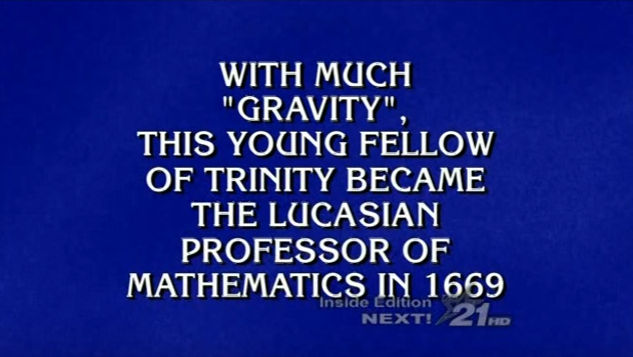 WITH MUCH
"GRAVITY",
THIS YOUNG FELLOW
OF TRINITY BECAME
THE LUCASIAN
PROFESSOR OF
MATHEMATICS IN 1669
Inside Edition
NEXT! 21 HD